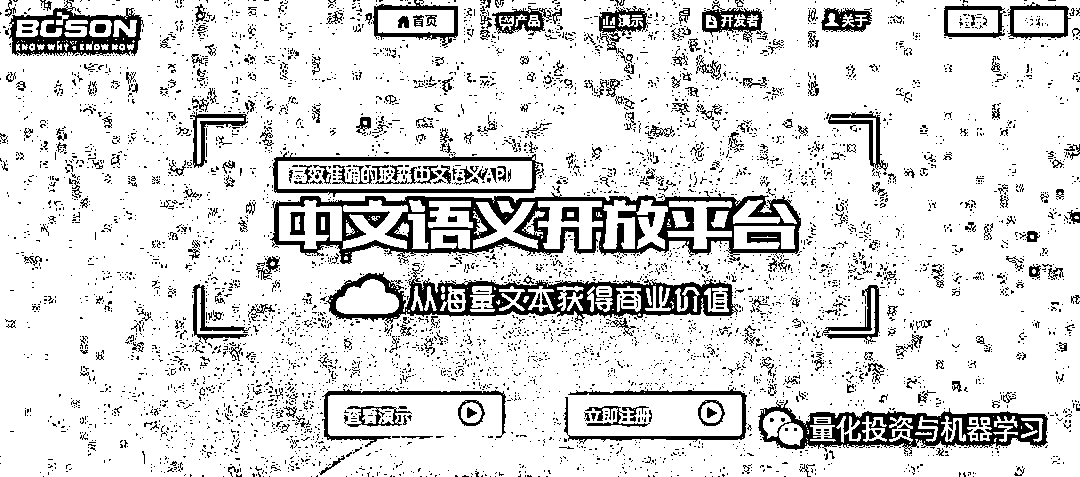 BOSON
KNOW WHY · KNOW HOW
首页 产品 演示 开发者 关于
登录
高效准确的玻森中文语义API
中文语义开放平台
从海量文本获得商业价值
查看演示 立即注册
量化投资与机器学习